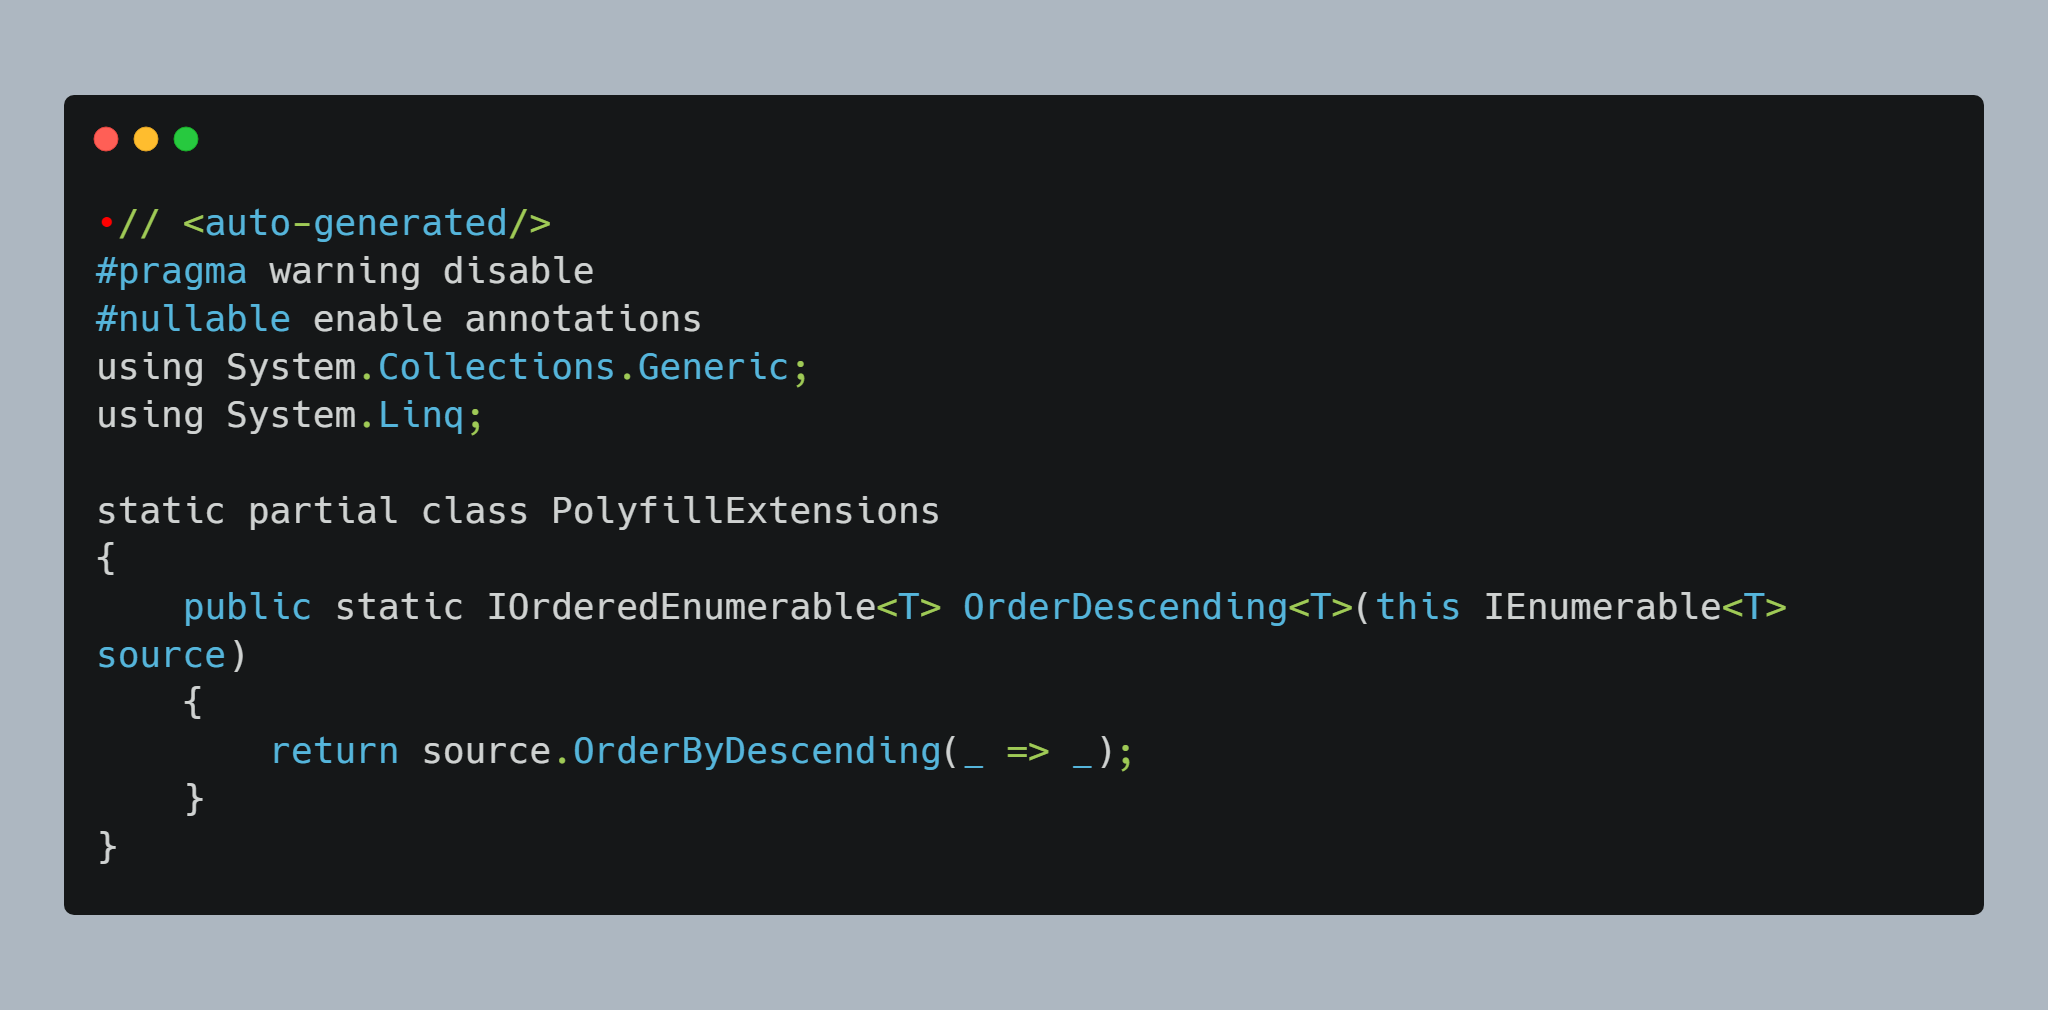 •// <auto-generated/>
#pragma warning disable
#nullable enable annotations
using System.Collections.Generic;
using System.Linq;

static partial class PolyfillExtensions
{
    public static IOrderedEnumerable<T> OrderDescending<T>(this IEnumerable<T>
source)
    {
        return source.OrderByDescending(_ => _);
    }
}